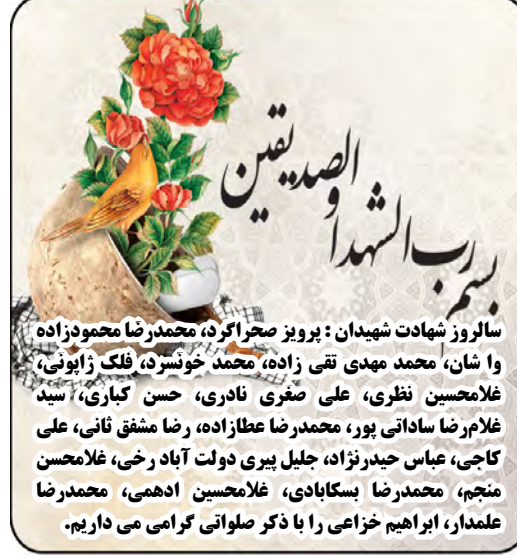 بسم رب الشهدا و الصدیقین
سالروز شهادت شهیدان : پرویز صحراگرد، محمدرضا محمودزاده
وا شان، محمد مهدی تقی زاده، محمد خونسرد، فلک ژاپونی،
غلامحسین نظری، علی صغری نادری، حسن کباری، سید
غلامرضا ساداتی پور، محمدرضا عطازاده، رضا مشفق ثانی، علی
کاجی، عباس حیدرنژاد، جلیل پیری دولت آباد رخی، غلامحسن
منجم، محمدرضا بسکابادی، غلامحسین ادهمی، محمدرضا
علمدار، ابراهیم خزاعی را با ذکر صلواتی گرامی می داریم.